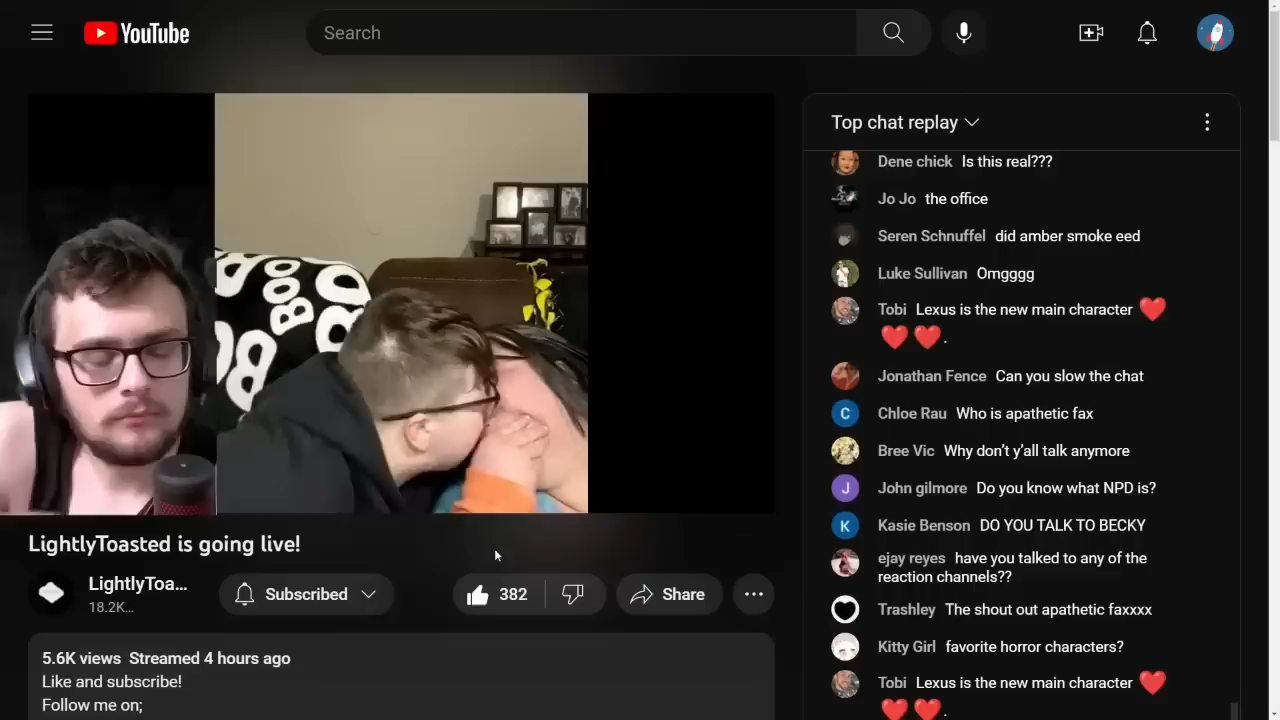 YouTube
Search
BOO
BOO
Top chat replay
Dene chick Is this real???
Jo Jo the office
Seren Schnuffel did amber smoke eed
Luke Sullivan Omgggg
Tobi Lexus is the new main character ❤️
❤️ ❤️ .
Jonathan Fence Can you slow the chat
C Chloe Rau Who is apathetic fax
Bree Vic Why don’t y’all talk anymore
J John gilmore Do you know what NPD is?
K Kasie Benson DO YOU TALK TO BECKY
ejay reyes have you talked to any of the
reaction channels??
Trashley The shout out apathetic faxxxx
Kitty Girl favorite horror characters?
Tobi Lexus is the new main character ❤️
❤️ ❤️ .
LightlyToasted is going live!
LightlyToa...
18.2K...
Subscribed
382
Share
5.6K views Streamed 4 hours ago
Like and subscribe!
Follow me on;